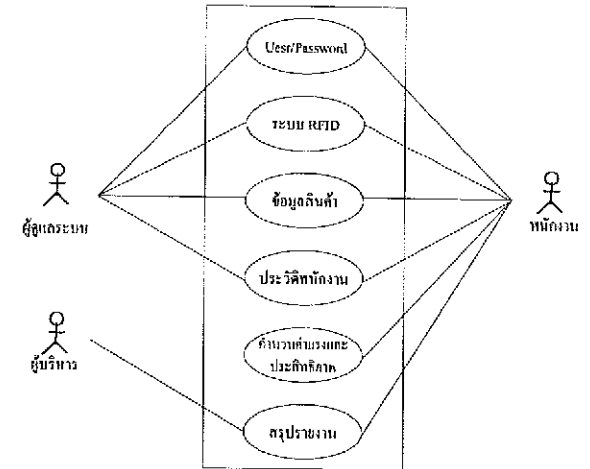 Uesr/Password
ระบบ RFID
ข้อมูลสินค้า
ประวัติพนักงาน
คำนวนค่าแรงและ
ประสิทธิภาค
สรุปรายงาน
ผู้ดูแลระบบ
ผู้บริหาร
พนักงาน